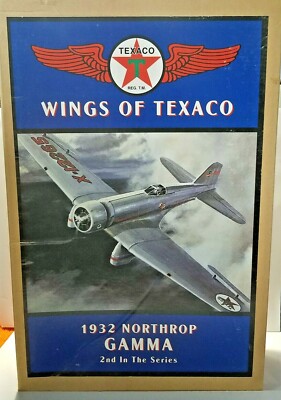 TEXACO
T
REG. T.M.
WINGS OF TEXACO
1932 NORTHROP
GAMMA
2nd In The Series